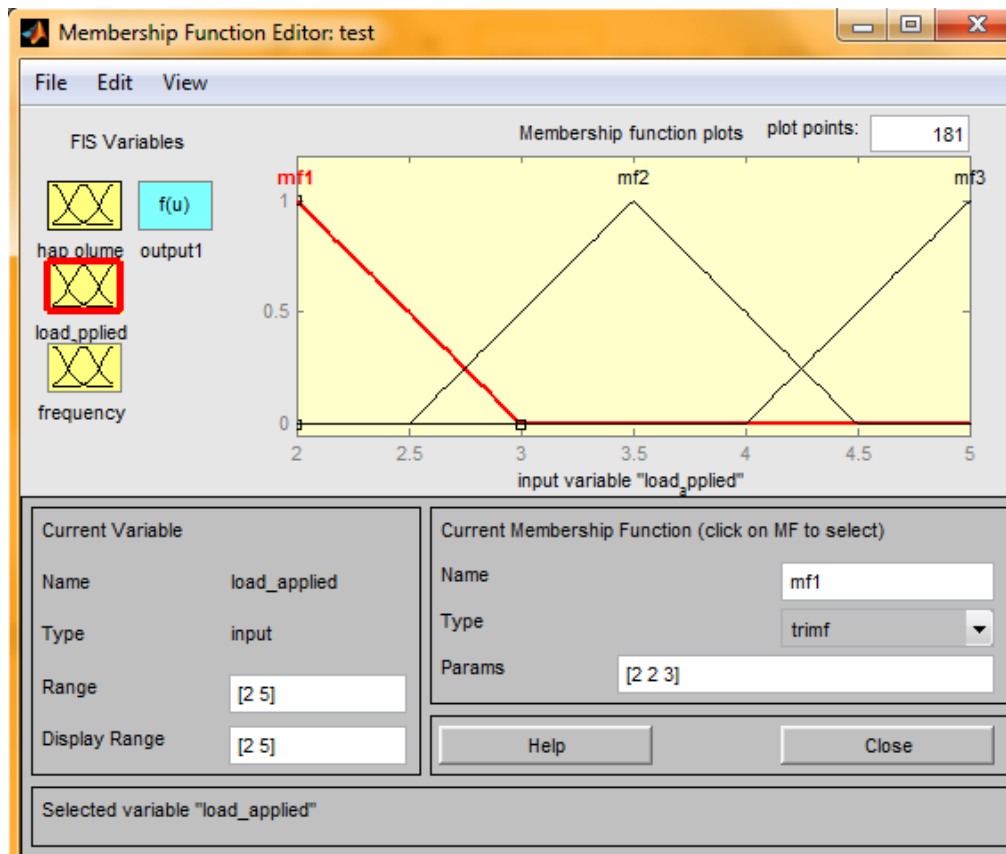 Membership Function Editor: test
File Edit View
FIS Variables
Membership function plots plot points: 181
f(u)
hap olume output1
load_pplied
frequency
mf1 mf2 mf3
1
0.5
0
2 2.5 3 3.5 4 4.5 5
input variable "load_applied"
Current Variable
Name load_applied
Type input
Range [2 5]
Display Range [2 5]
Current Membership Function (click on MF to select)
Name mf1
Type trimf
Params [2 2 3]
Help Close
Selected variable "load_applied"